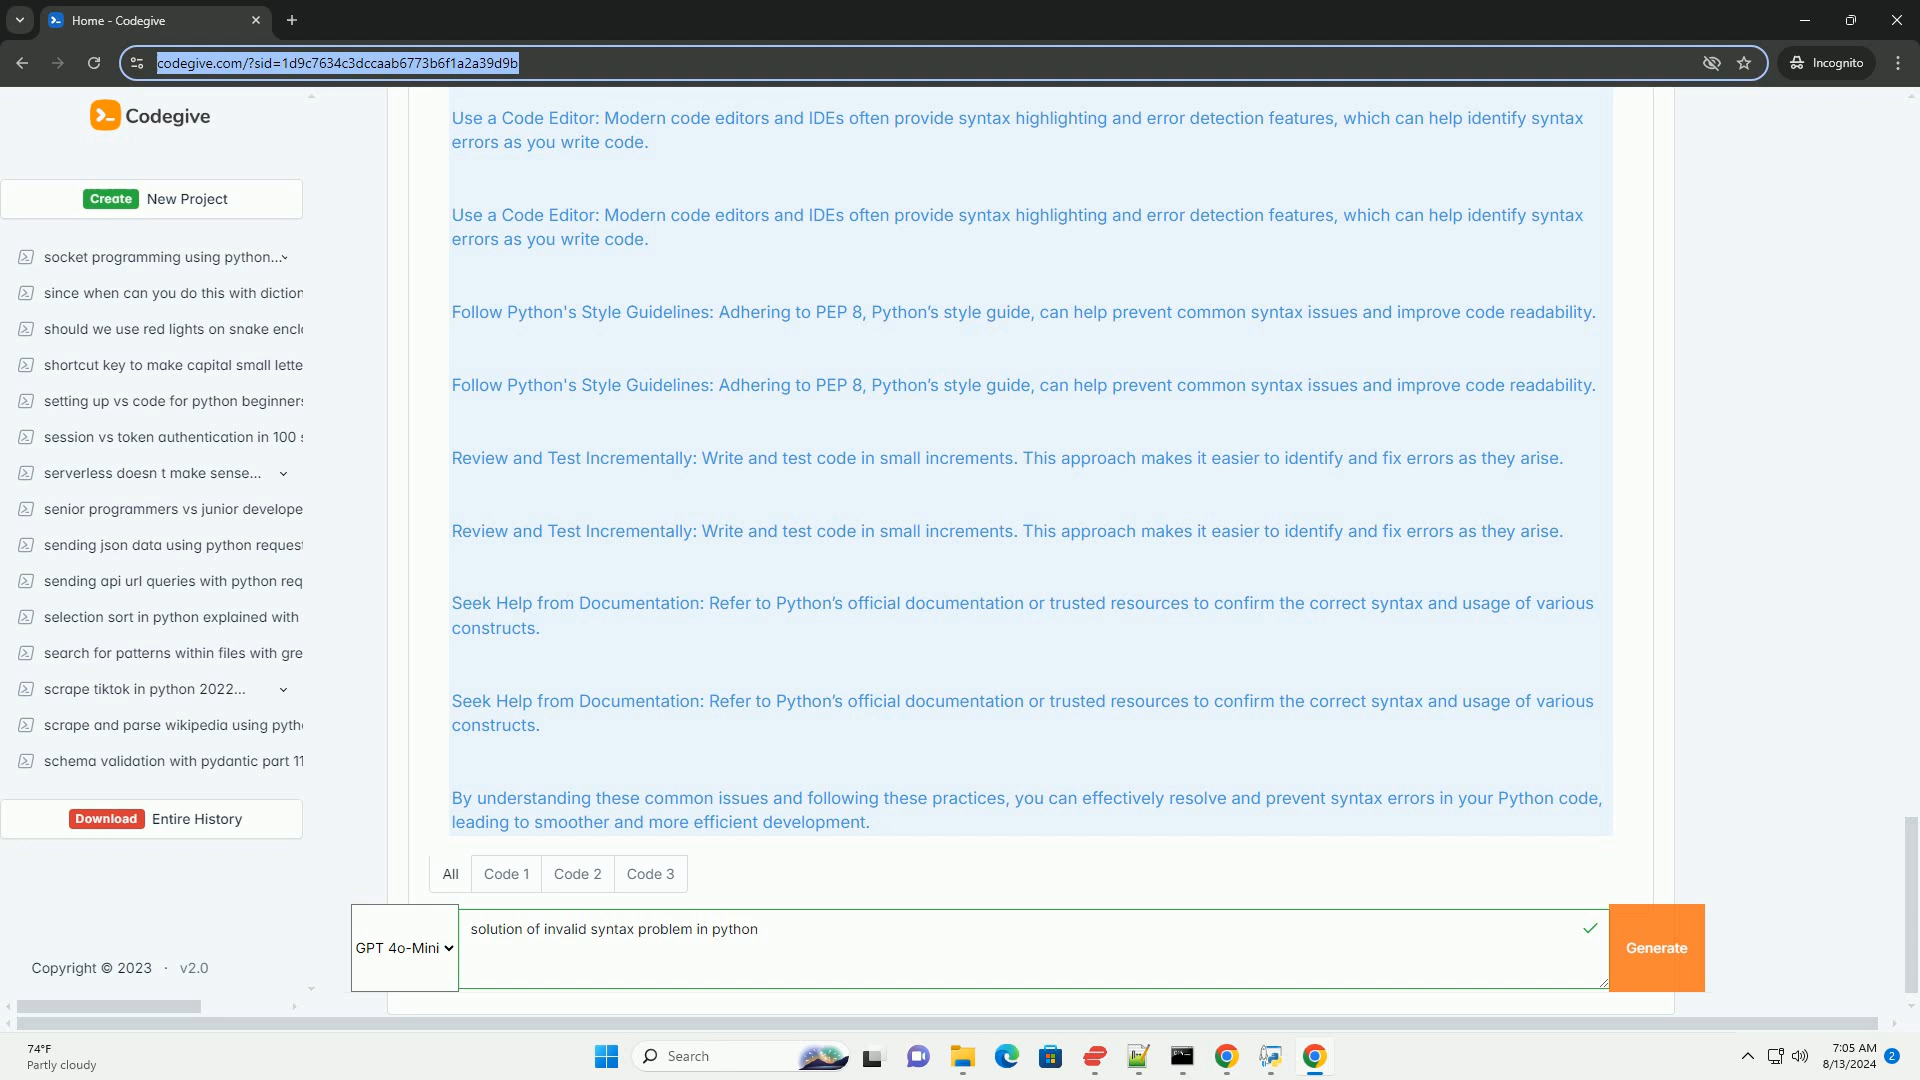 Home - Codegive
codegive.com/?sid=1d9c7634c3dccaab6773b6f1a2a39d9b
Incognito
Codegive
Create New Project
socket programming using python...
since when can you do this with diction
should we use red lights on snake encl
shortcut key to make capital small lette
setting up vs code for python beginner
session vs token authentication in 100
serverless doesn t make sense...
senior programmers vs junior develope
sending json data using python reques
sending api url queries with python req
selection sort in python explained with
search for patterns within files with gre
scrape tiktok in python 2022...
scrape and parse wikipedia using pyth
schema validation with pydantic part 11
Download Entire History
Copyright © 2023 · v2.0
Use a Code Editor: Modern code editors and IDEs often provide syntax highlighting and error detection features, which can help identify syntax
errors as you write code.
Use a Code Editor: Modern code editors and IDEs often provide syntax highlighting and error detection features, which can help identify syntax
errors as you write code.
Follow Python's Style Guidelines: Adhering to PEP 8, Python’s style guide, can help prevent common syntax issues and improve code readability.
Follow Python's Style Guidelines: Adhering to PEP 8, Python’s style guide, can help prevent common syntax issues and improve code readability.
Review and Test Incrementally: Write and test code in small increments. This approach makes it easier to identify and fix errors as they arise.
Review and Test Incrementally: Write and test code in small increments. This approach makes it easier to identify and fix errors as they arise.
Seek Help from Documentation: Refer to Python’s official documentation or trusted resources to confirm the correct syntax and usage of various
constructs.
Seek Help from Documentation: Refer to Python’s official documentation or trusted resources to confirm the correct syntax and usage of various
constructs.
By understanding these common issues and following these practices, you can effectively resolve and prevent syntax errors in your Python code,
leading to smoother and more efficient development.
All Code 1 Code 2 Code 3
GPT 4o-Mini
solution of invalid syntax problem in python
Generate
74°F
Partly cloudy
Search
7:05 AM
8/13/2024
2